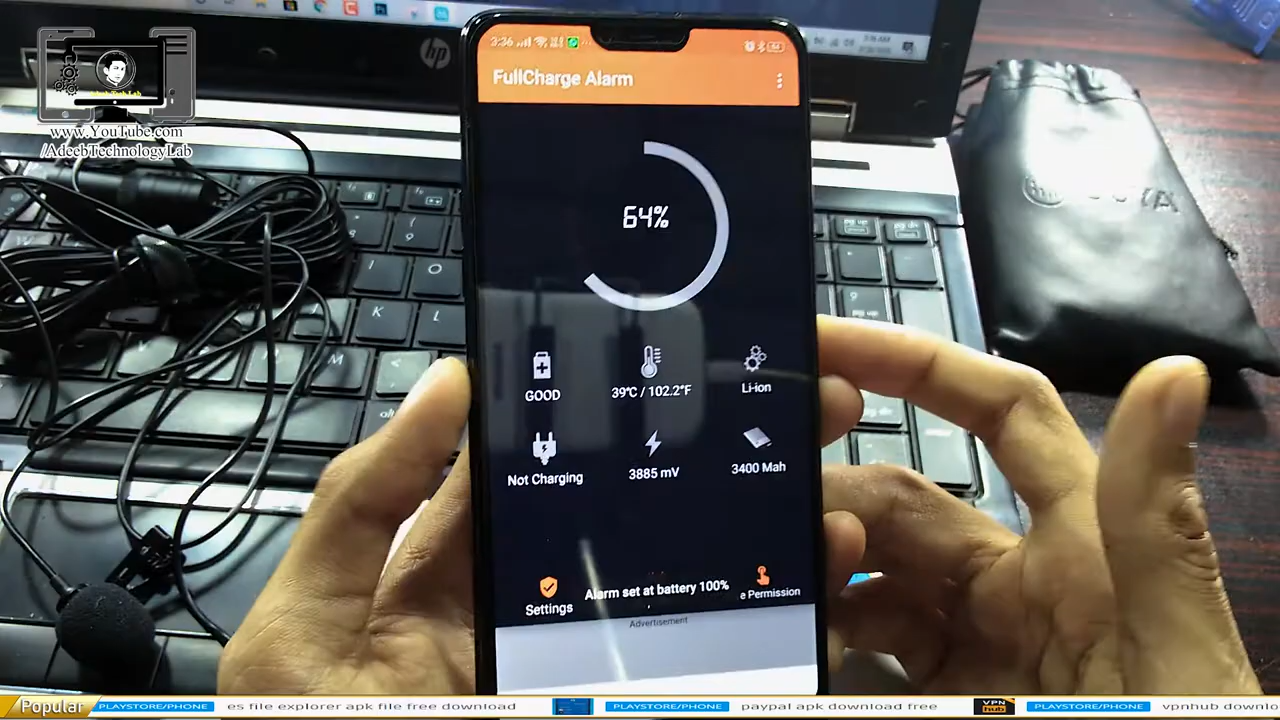 3:36
FullCharge Alarm
64%
GOOD
39°C / 102.2°F
Li-ion
Not Charging
3885 mV
3400 Mah
Settings
Alarm set at battery 100%
e Permission
Advertisement
hp
www.YouTube.com
/AdeebTechnologyLab
I
O
K
L
M
Popular
PLAYSTORE/PHONE
es file explorer apk file free download
PLAYSTORE/PHONE
paypal apk download free
VPN
hub
PLAYSTORE/PHONE
vpnhub downl